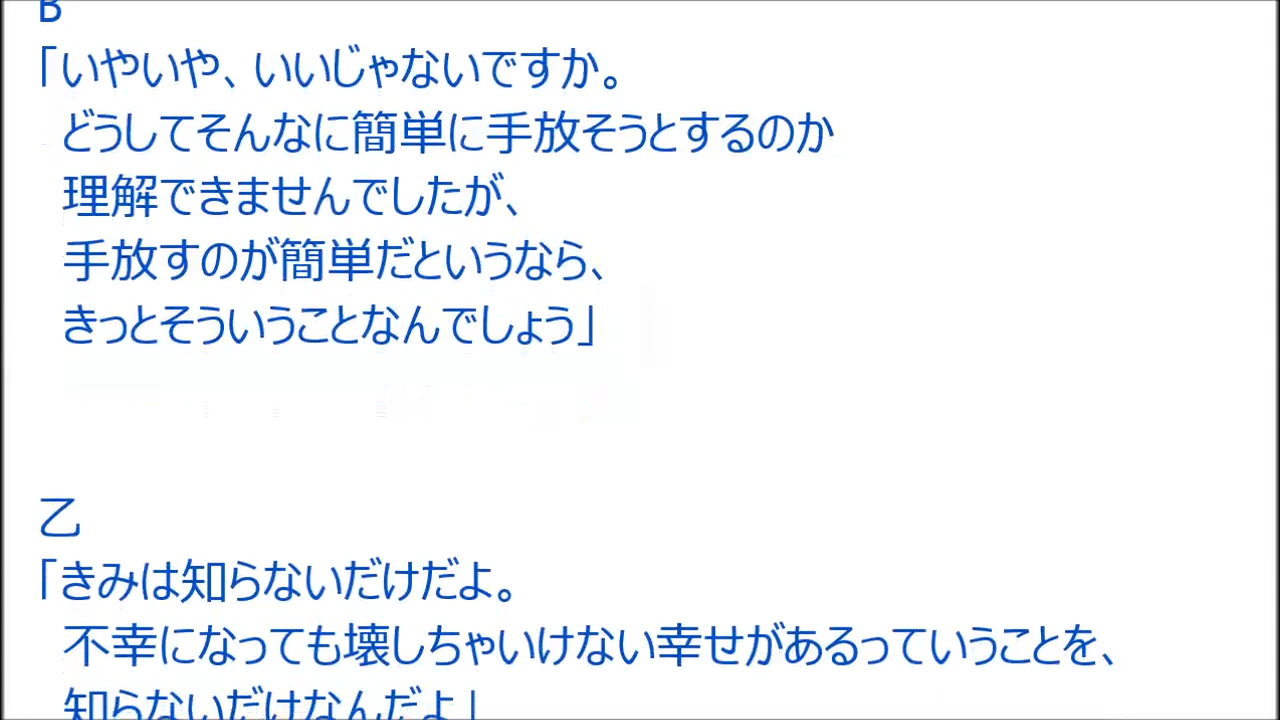 B
「いやいや、いいじゃないですか。
どうしてそんなに簡単に手放そうとするのか
理解できませんでしたが、
手放すのが簡単だというなら、
きっとそういうことなんでしょう」
乙
「きみは知らないだけだよ。
不幸になっても壊しちゃいけない幸せがあるっていうことを、
知らないだけなんだよ」